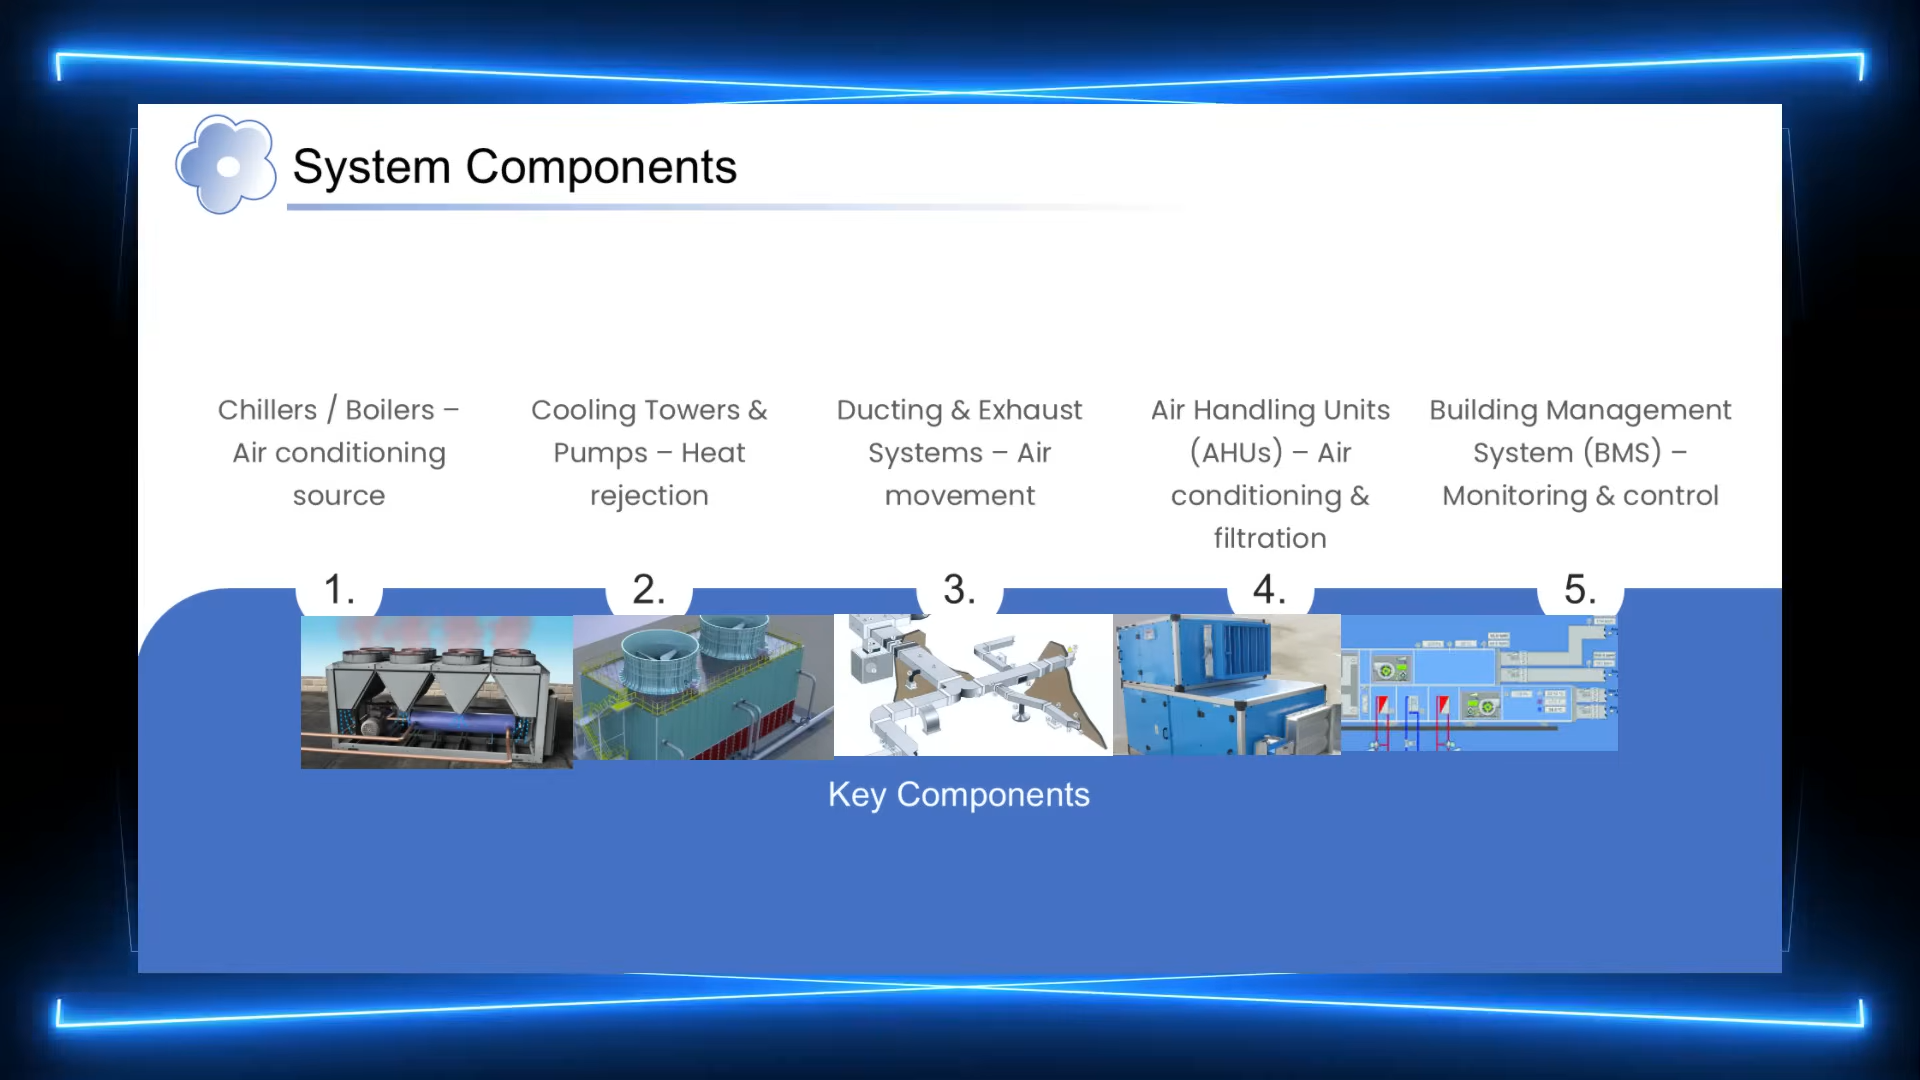 System Components
Chillers / Boilers –
Air conditioning
source
Cooling Towers &
Pumps – Heat
rejection
Ducting & Exhaust
Systems – Air
movement
Air Handling Units
(AHUs) – Air
conditioning &
filtration
Building Management
System (BMS) –
Monitoring & control
1.
2.
3.
4.
5.
Key Components